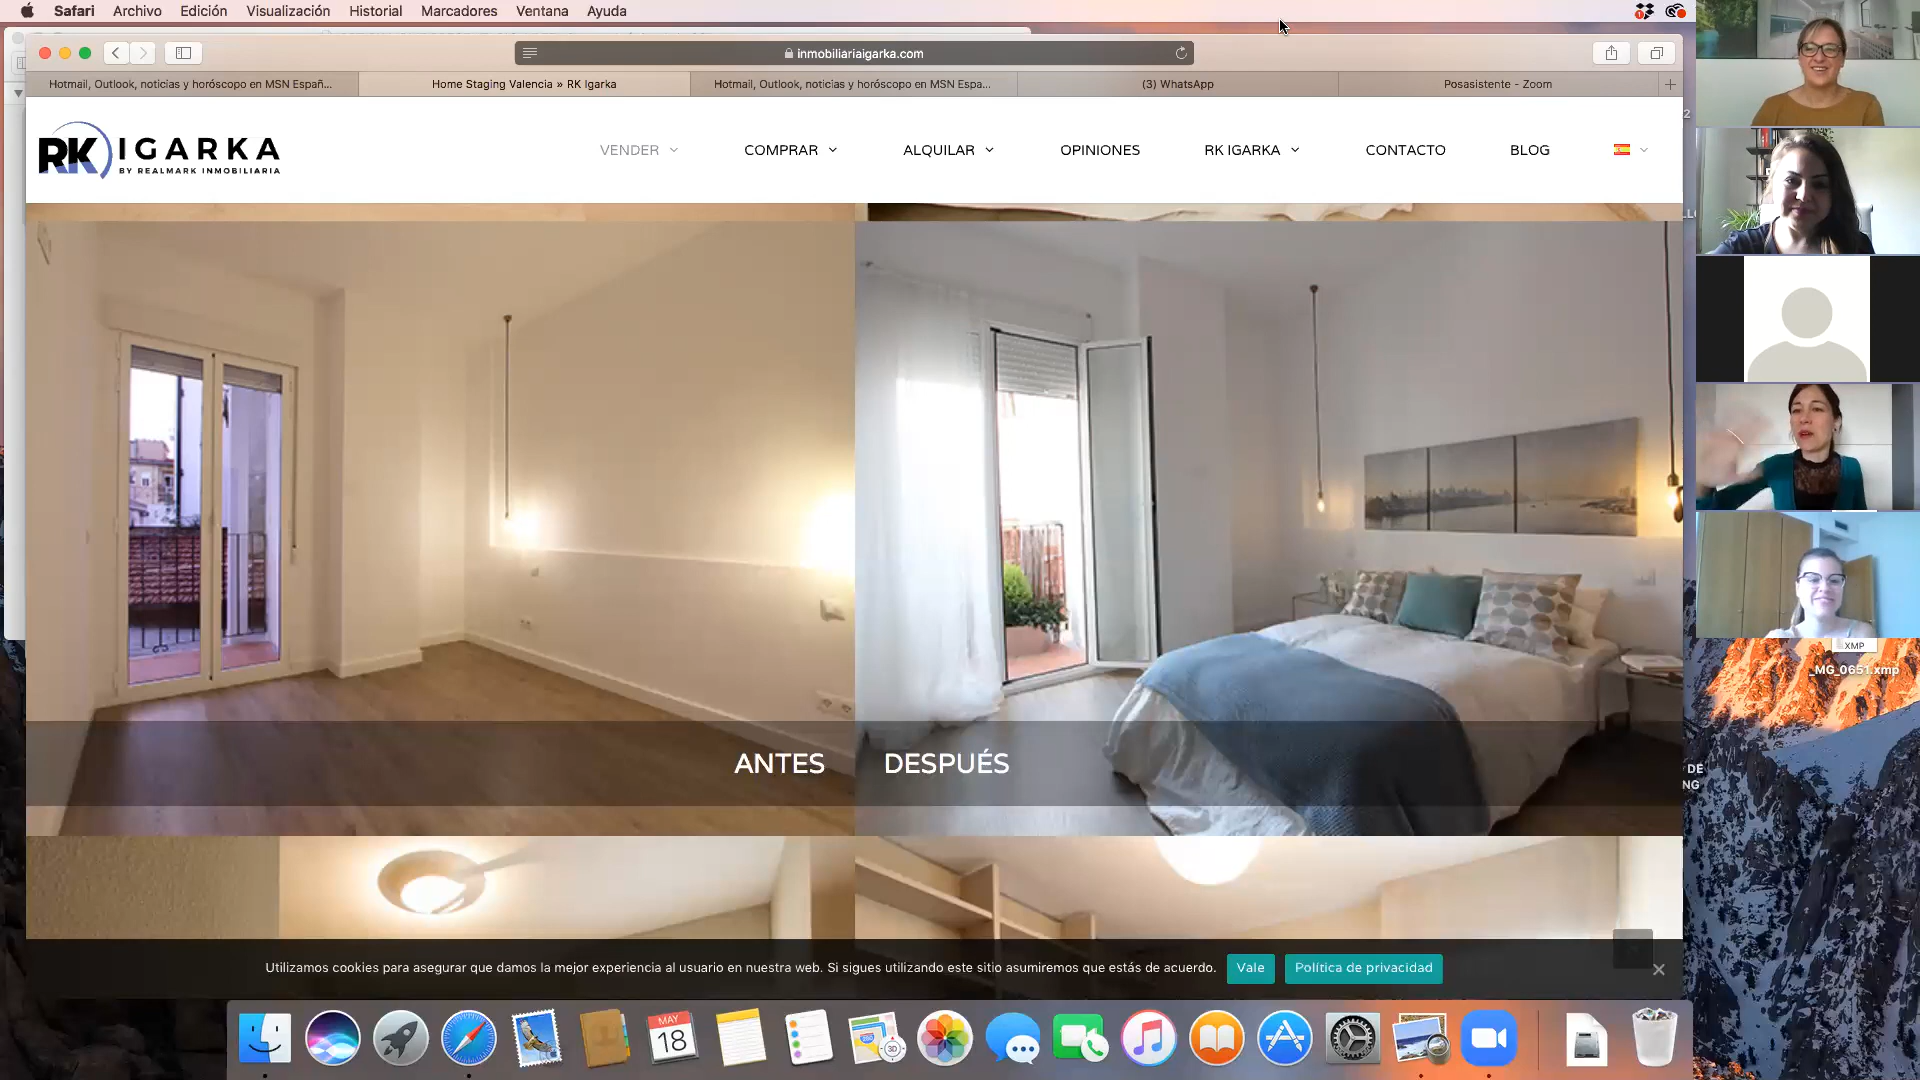 Safari Archivo Edición Visualización Historial Marcadores Ventana Ayuda
inmobiliariaigarka.com
Hotmail, Outlook, noticias y horóscopo en MSN Españ...
Home Staging Valencia » RK Igarka
Hotmail, Outlook, noticias y horóscopo en MSN Espa...
(3) WhatsApp
Posasistente - Zoom
RK IGARKA
BY REALMARK INMOBILIARIA
VENDER COMPRAR ALQUILAR OPINIONES RK IGARKA CONTACTO BLOG
ANTES DESPUÉS
XMP
_MG_0651.xmp
DE
NG
Utilizamos cookies para asegurar que damos la mejor experiencia al usuario en nuestra web. Si sigues utilizando este sitio asumiremos que estás de acuerdo. Vale Política de privacidad
MAY
18
3D